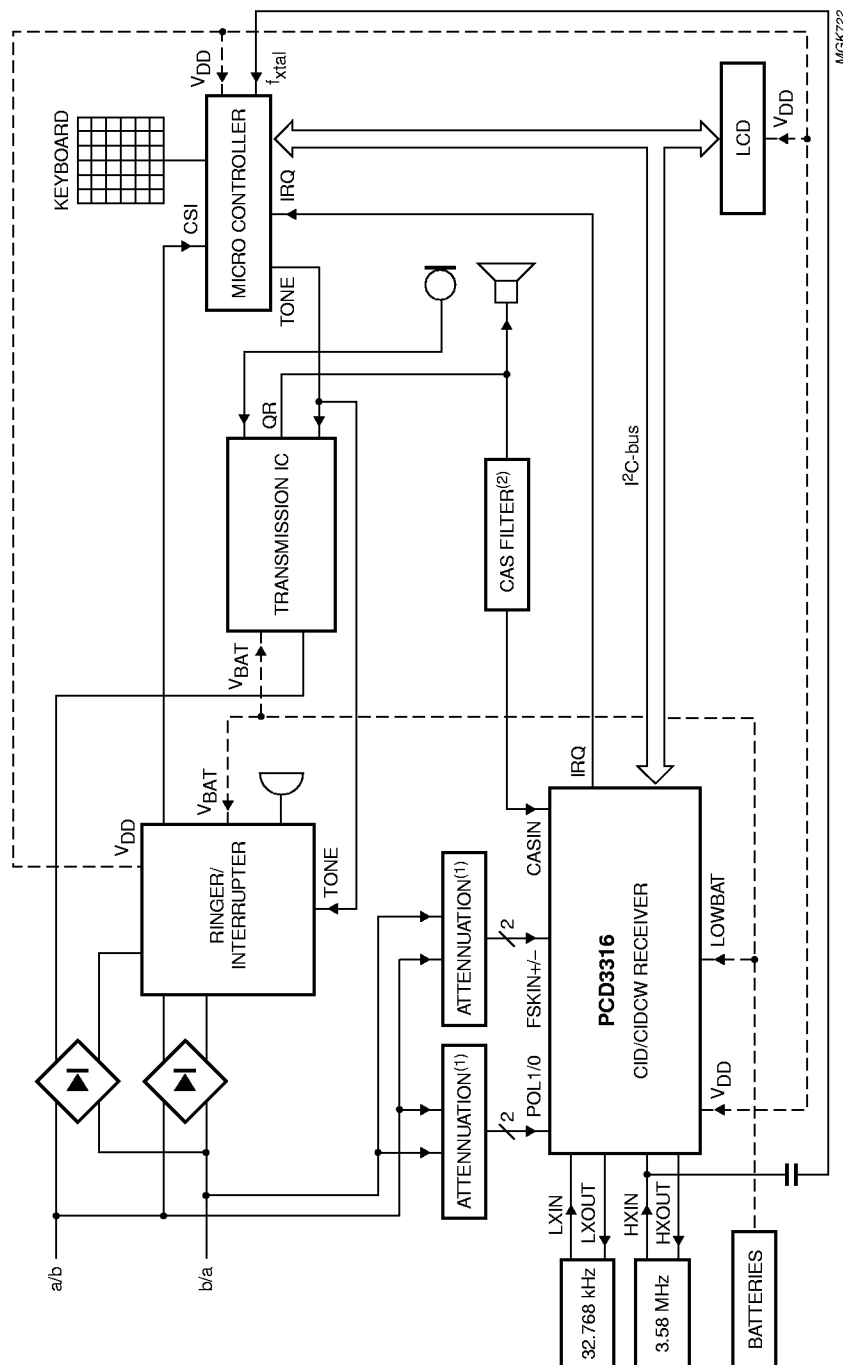 MGK722
KEYBOARD
VDD
fxtal
CSI
MICRO CONTROLLER
IRQ
TONE
LCD
VDD
QR
TRANSMISSION IC
VBAT
CAS FILTER(2)
I2C-bus
VDD
VBAT
RINGER/
INTERRUPTER
TONE
a/b
b/a
ATTENNUATION(1)
ATTENNUATION(1)
2
2
POL1/0
FSKIN+/−
CASIN
IRQ
PCD3316
CID/CIDCW RECEIVER
VDD
LOWBAT
LXIN
LXOUT
HXIN
HXOUT
32.768 kHz
3.58 MHz
BATTERIES